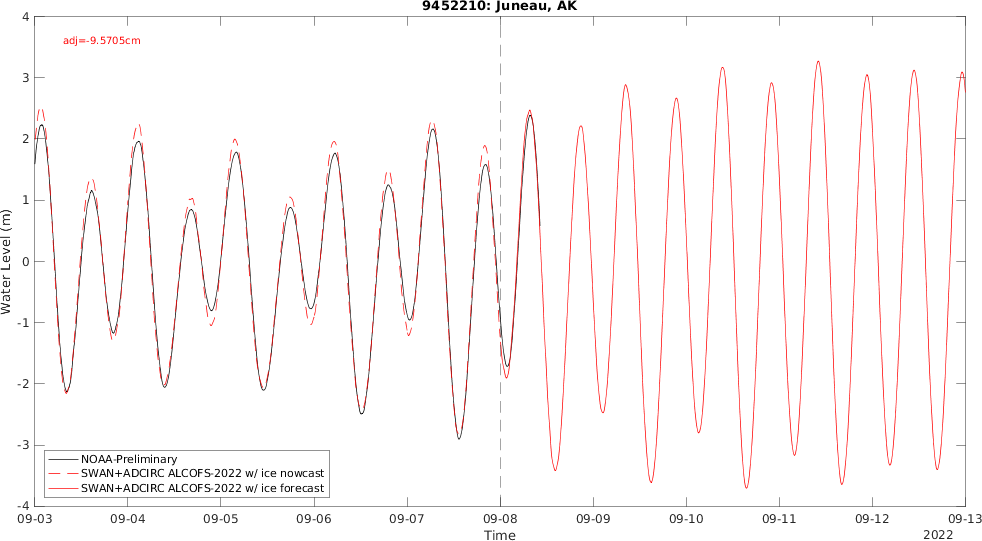 9452210: Juneau, AK
adj=-9.5705cm
4
3
2
1
0
-1
-2
-3
-4
Water Level (m)
NOAA-Preliminary
SWAN+ADCIRC ALCOFS-2022 w/ ice nowcast
SWAN+ADCIRC ALCOFS-2022 w/ ice forecast
09-03 09-04 09-05 09-06 09-07 09-08 09-09 09-10 09-11 09-12 09-13
Time
2022